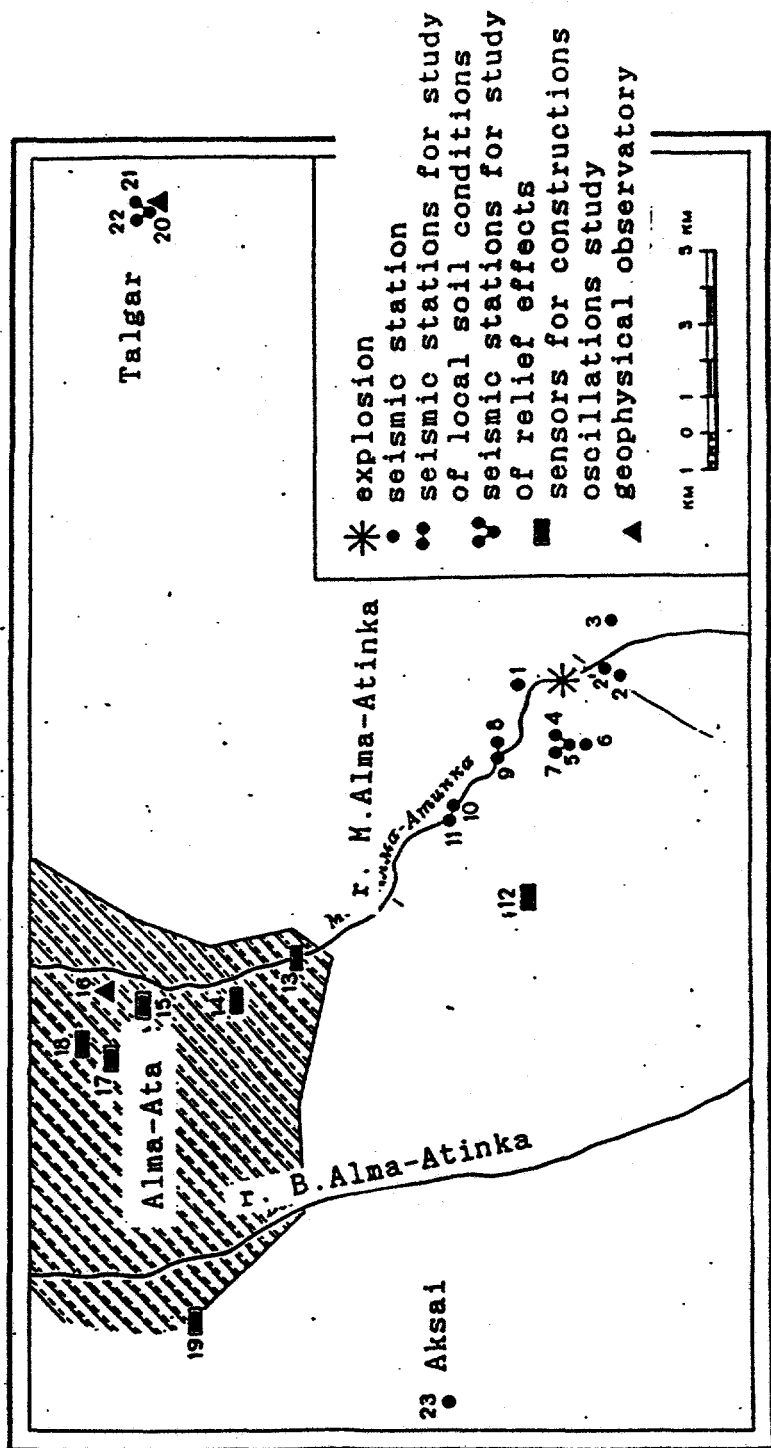 Talgar
22
21
20
Alma-Ata
18
17
16
15
14
13
19
r. B.Alma-Atinka
r. M.Alma-Atinka
М.
12
11
10
9
8
7
4
5
6
1
2'
2
3
23 Aksai
explosion
seismic station
seismic stations for study
of local soil conditions
seismic stations for study
of relief effects
sensors for constructions
oscillations study
geophysical observatory
КМ 1 0 1 3 5 КМ